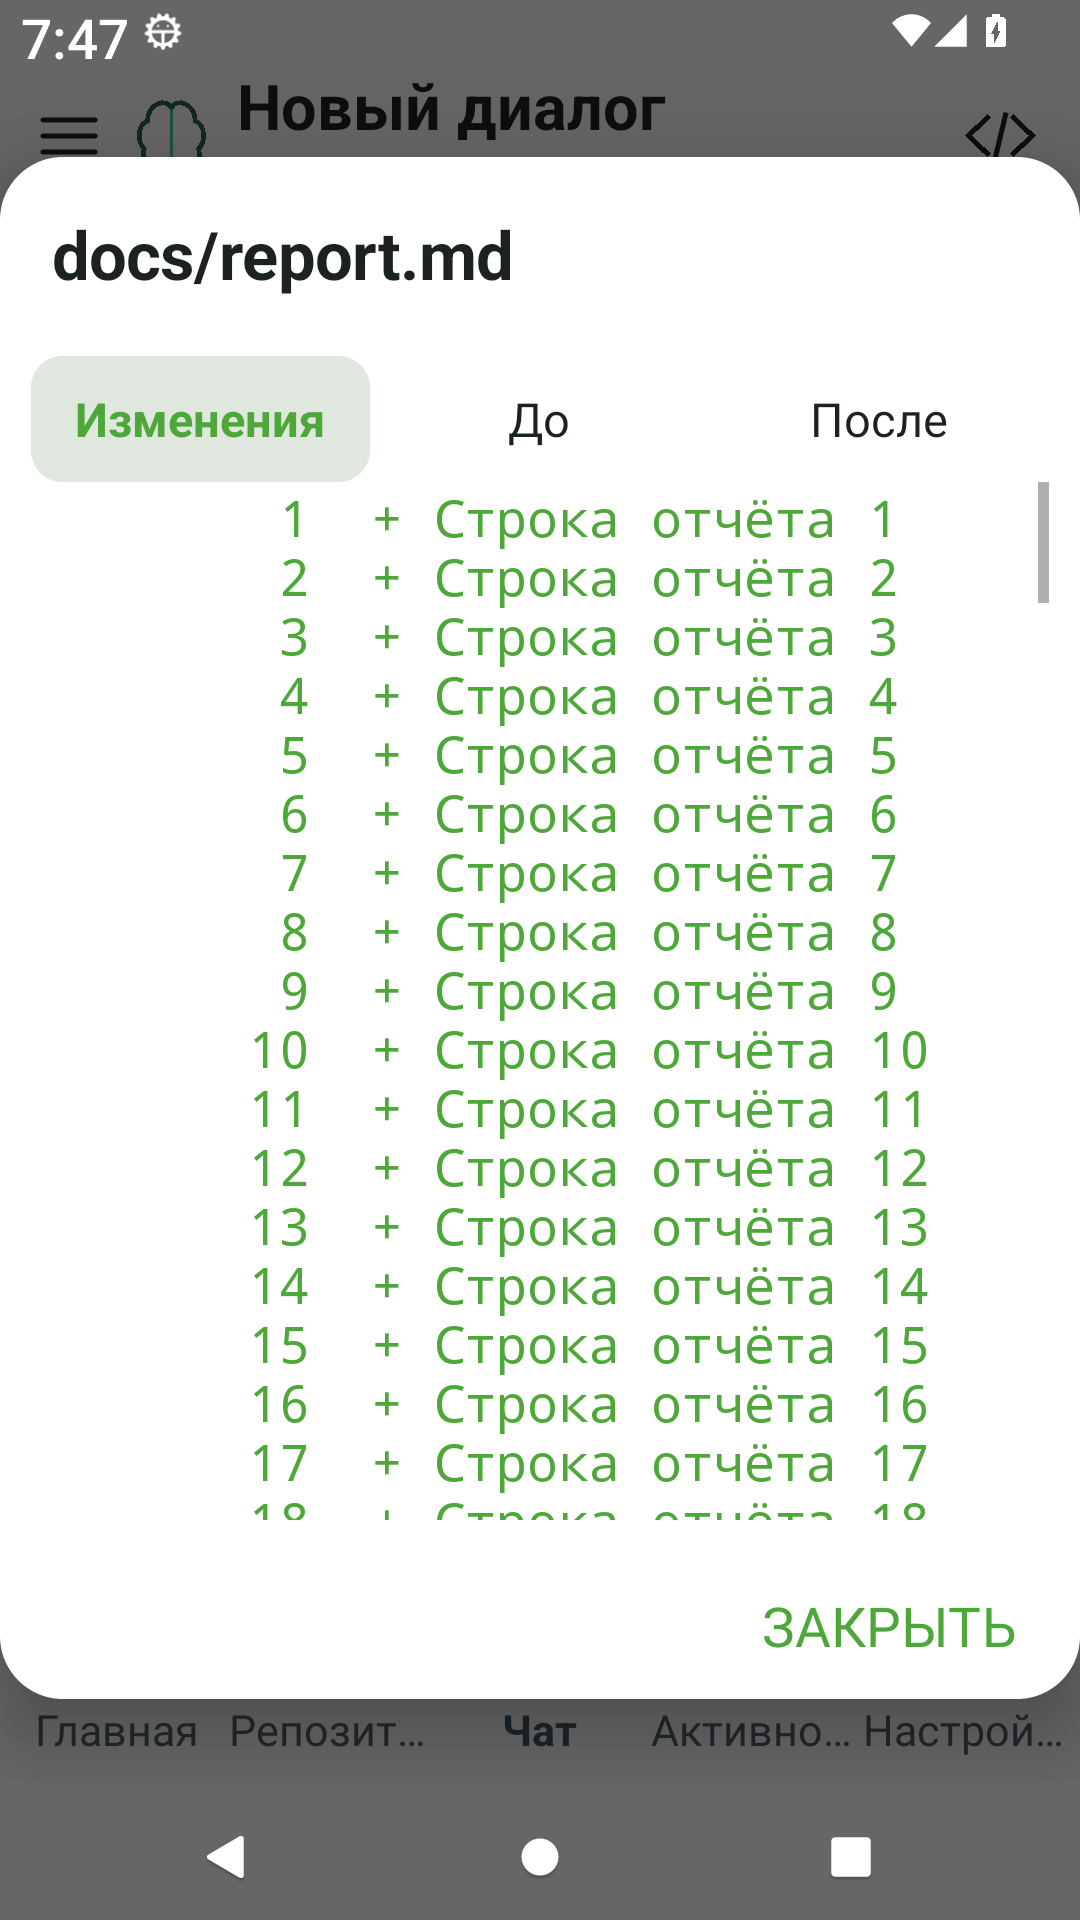 7:47
Новый диалог
docs/report.md
Изменения До После
1 + Строка отчёта 1
2 + Строка отчёта 2
3 + Строка отчёта 3
4 + Строка отчёта 4
5 + Строка отчёта 5
6 + Строка отчёта 6
7 + Строка отчёта 7
8 + Строка отчёта 8
9 + Строка отчёта 9
10 + Строка отчёта 10
11 + Строка отчёта 11
12 + Строка отчёта 12
13 + Строка отчёта 13
14 + Строка отчёта 14
15 + Строка отчёта 15
16 + Строка отчёта 16
17 + Строка отчёта 17
18 + Строка отчёта 18
ЗАКРЫТЬ
Главная Репозит... Чат Активно... Настрой...